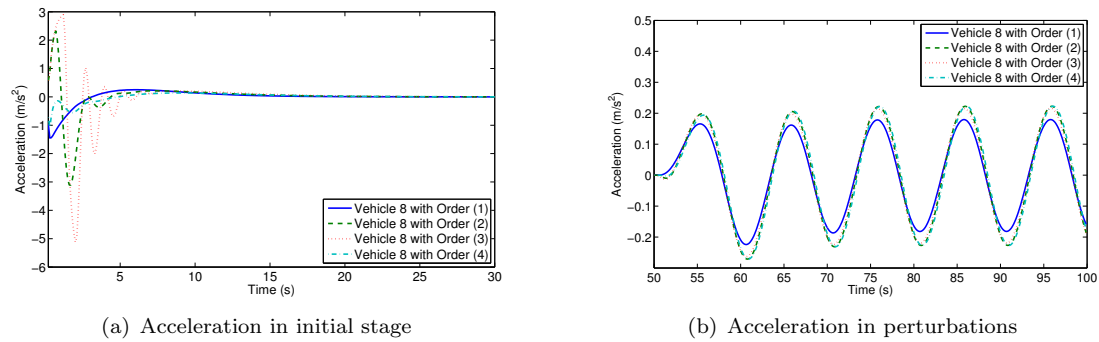 3
2
1
0
−1
−2
−3
−4
−5
−6
Acceleration (m/s²)
5
10
15
20
25
30
Time (s)
Vehicle 8 with Order (1)
Vehicle 8 with Order (2)
Vehicle 8 with Order (3)
Vehicle 8 with Order (4)
(a) Acceleration in initial stage
0.5
0.4
0.3
0.2
0.1
0
−0.1
−0.2
Acceleration (m/s²)
50
55
60
65
70
75
80
85
90
95
100
Time (s)
Vehicle 8 with Order (1)
Vehicle 8 with Order (2)
Vehicle 8 with Order (3)
Vehicle 8 with Order (4)
(b) Acceleration in perturbations